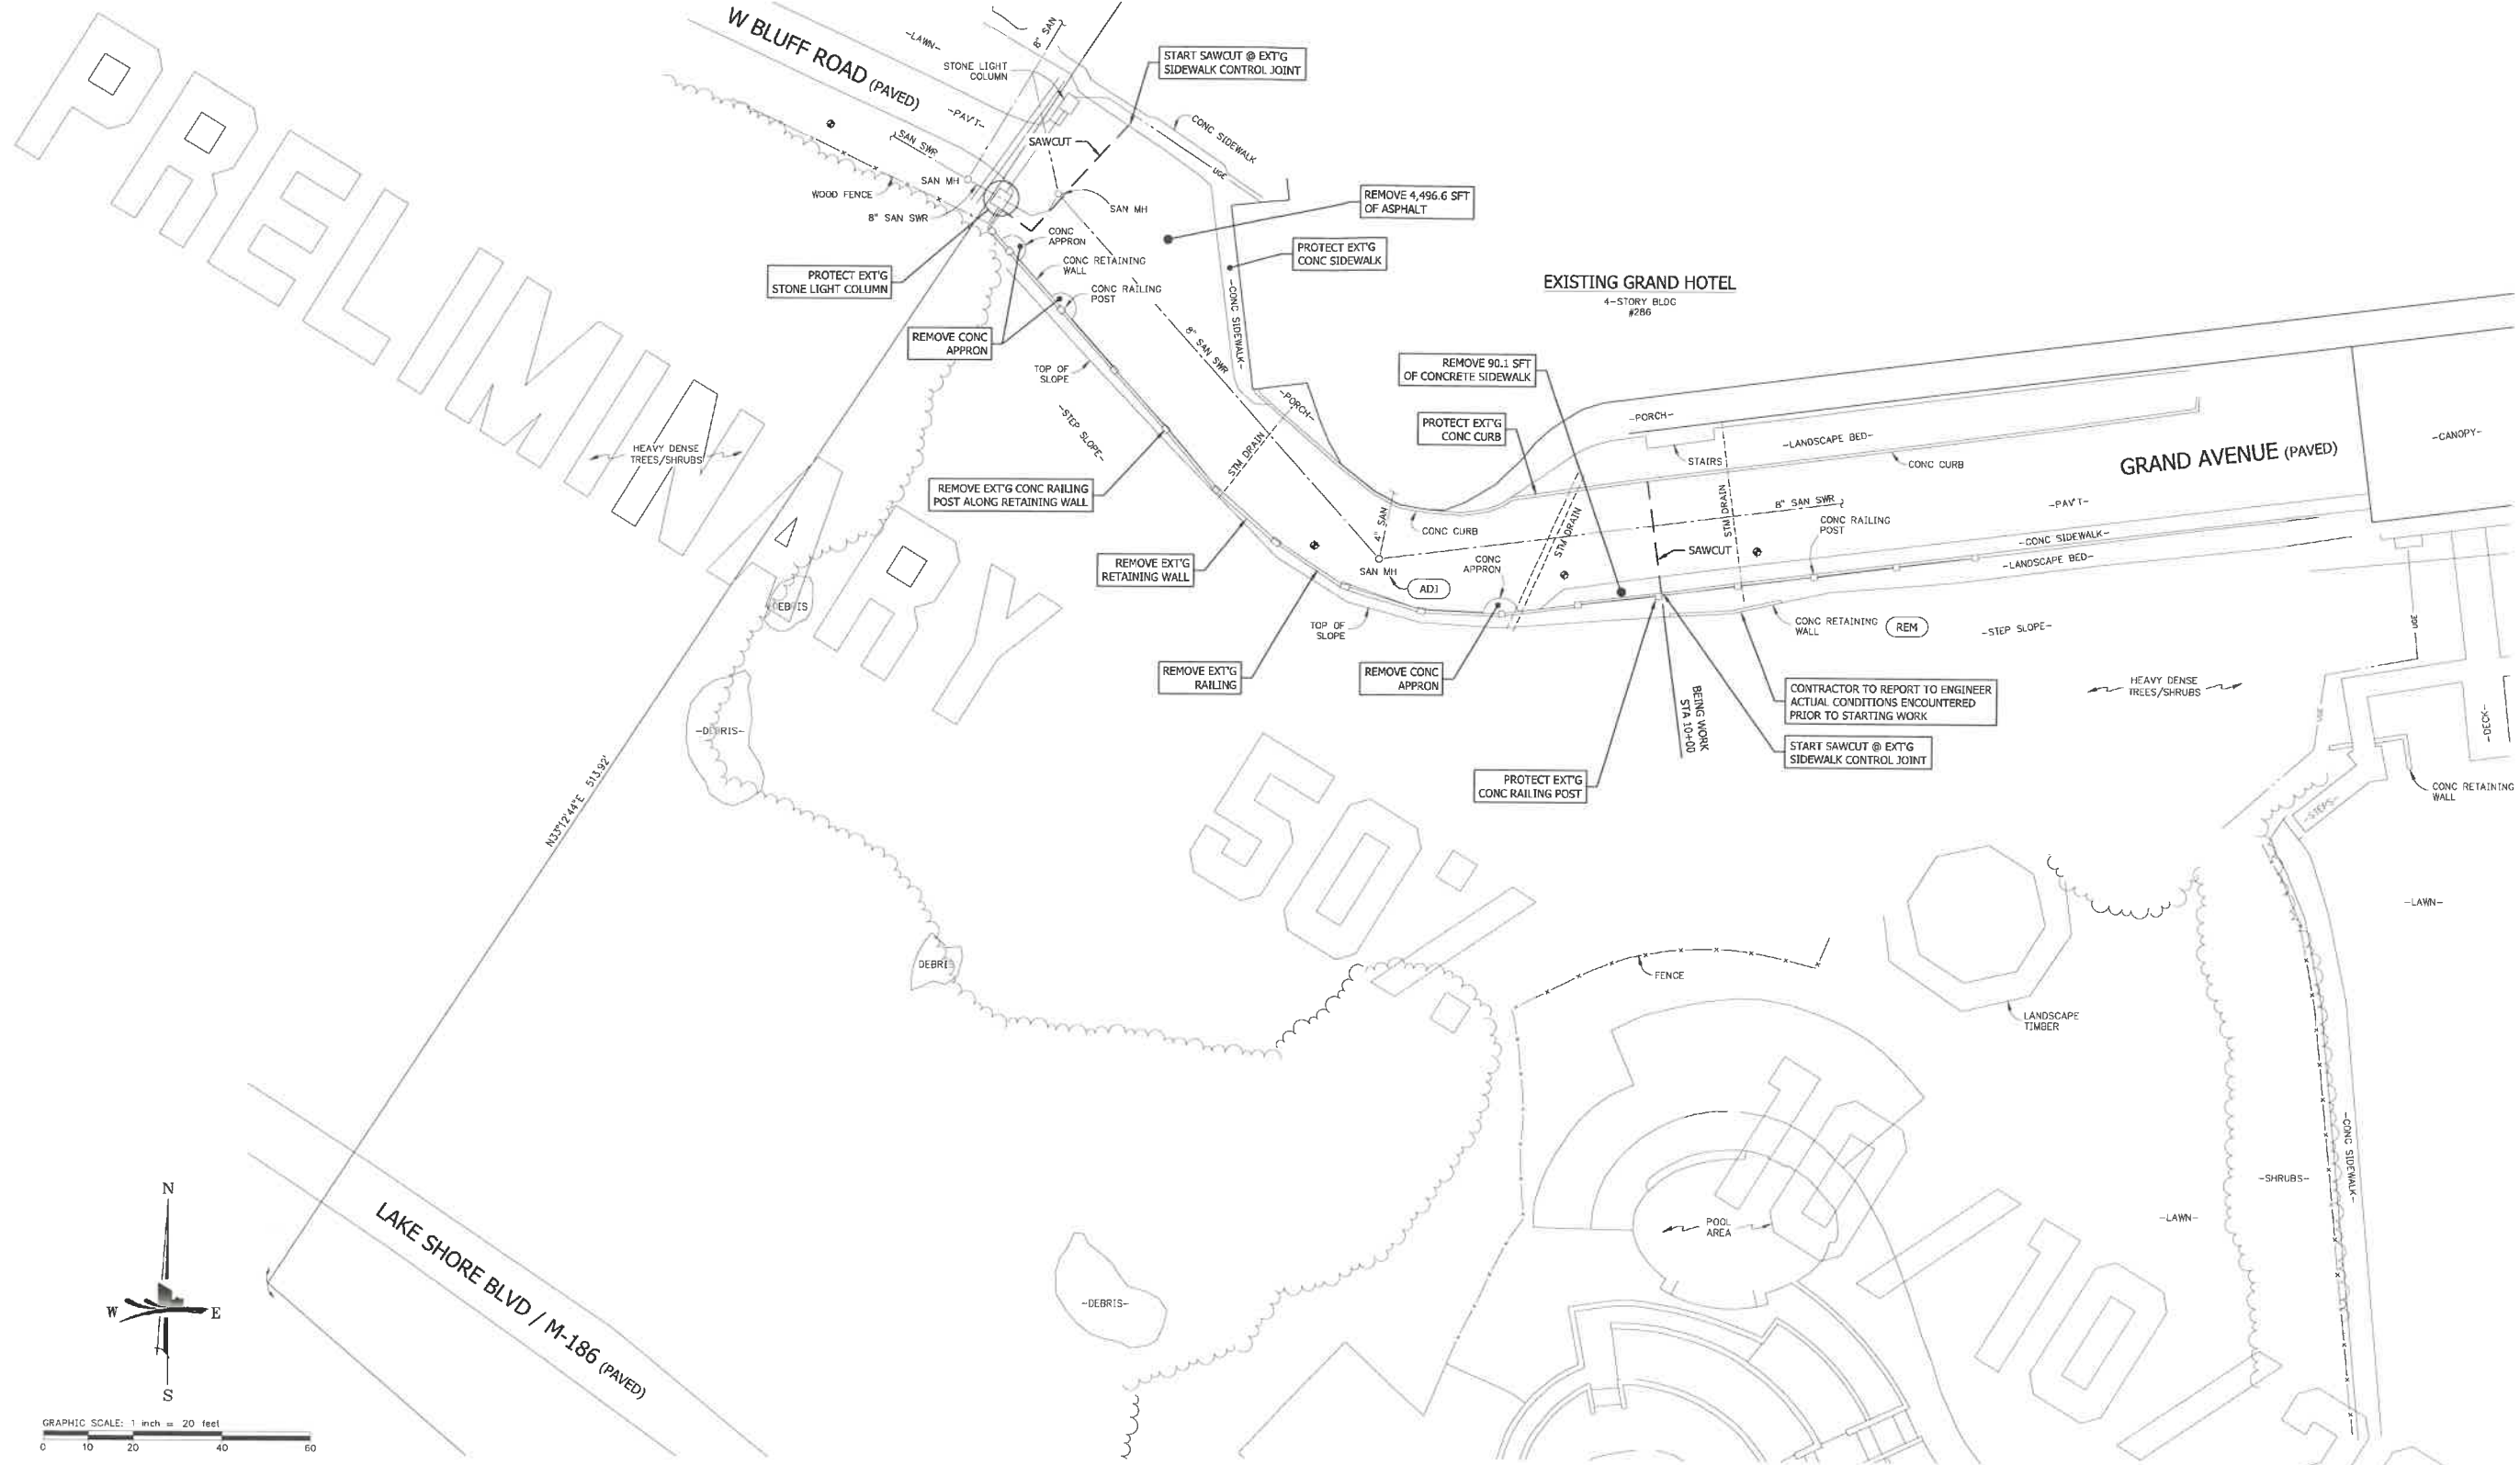 W BLUFF ROAD (PAVED)
-LAWN-
8" SAN
STONE LIGHT
COLUMN
START SAWCUT @ EXT'G
SIDEWALK CONTROL JOINT
-PAV'T-
SAN SWR
SAWCUT
CONC SIDEWALK
UGE
SAN MH
WOOD FENCE
8" SAN SWR
SAN MH
REMOVE 4,496.6 SFT
OF ASPHALT
CONC
APPRON
PROTECT EXT'G
CONC SIDEWALK
CONC RETAINING
WALL
PROTECT EXT'G
STONE LIGHT COLUMN
CONC RAILING
POST
-CONC SIDEWALK-
EXISTING GRAND HOTEL
4-STORY BLDG
#286
REMOVE CONC
APPRON
8" SAN SWR
TOP OF
SLOPE
REMOVE 90.1 SFT
OF CONCRETE SIDEWALK
-STEP SLOPE-
-PORCH-
PROTECT EXT'G
CONC CURB
-PORCH-
-LANDSCAPE BED-
-CANOPY-
GRAND AVENUE (PAVED)
STAIRS
CONC CURB
HEAVY DENSE
TREES/SHRUBS
STM DRAIN
REMOVE EXT'G CONC RAILING
POST ALONG RETAINING WALL
STM DRAIN
8" SAN SWR
-PAV'T-
4" SAN
CONC CURB
STM DRAIN
CONC RAILING
POST
-CONC SIDEWALK-
SAWCUT
REMOVE EXT'G
RETAINING WALL
SAN MH
CONC
APPRON
-LANDSCAPE BED-
ADJ
DEBRIS
TOP OF
SLOPE
CONC RETAINING
WALL
REM
-STEP SLOPE-
UGE
REMOVE EXT'G
RAILING
REMOVE CONC
APPRON
BEING WORK
STA 10+00
CONTRACTOR TO REPORT TO ENGINEER
ACTUAL CONDITIONS ENCOUNTERED
PRIOR TO STARTING WORK
HEAVY DENSE
TREES/SHRUBS
UGE
-DECK-
-DEBRIS-
START SAWCUT @ EXT'G
SIDEWALK CONTROL JOINT
PROTECT EXT'G
CONC RAILING POST
CONC RETAINING
WALL
-STEPS-
N33°12'44"E 513.92'
PRELIMINARY
50%
-LAWN-
DEBRIS
FENCE
LANDSCAPE
TIMBER
-CONC SIDEWALK-
-SHRUBS-
-LAWN-
POOL
AREA
-DEBRIS-
10/10/
LAKE SHORE BLVD / M-186 (PAVED)
N
W E
S
GRAPHIC SCALE: 1 inch = 20 feet
0 10 20 40 60